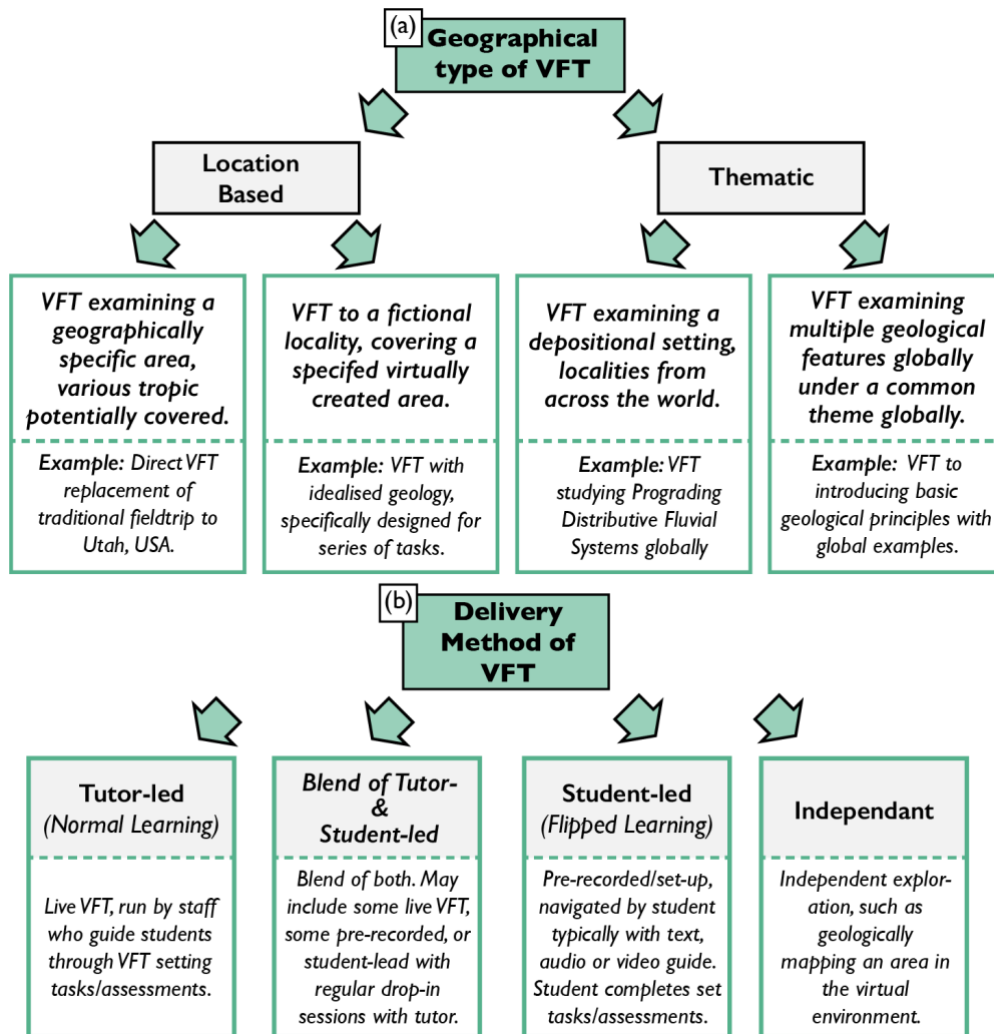 (a)
Geographical
type of VFT
Location
Based
Thematic
VFT examining a
geographically
specific area,
various tropic
potentially covered.
Example: Direct VFT
replacement of
traditional fieldtrip to
Utah, USA.
VFT to a fictional
locality, covering a
specifed virtually
created area.
Example: VFT with
idealised geology,
specifically designed for
series of tasks.
VFT examining a
depositional setting,
localities from
across the world.
Example: VFT
studying Prograding
Distributive Fluvial
Systems globally
VFT examining
multiple geological
features globally
under a common
theme globally.
Example: VFT to
introducing basic
geological principles with
global examples.
(b)
Delivery
Method of
VFT
Tutor-led
(Normal Learning)
Live VFT, run by staff
who guide students
through VFT setting
tasks/assessments.
Blend of Tutor-
&
Student-led
Blend of both. May
include some live VFT,
some pre-recorded, or
student-lead with
regular drop-in
sessions with tutor.
Student-led
(Flipped Learning)
Pre-recorded/set-up,
navigated by student
typically with text,
audio or video guide.
Student completes set
tasks/assessments.
Independant
Independent explor-
ation, such as
geologically
mapping an area in
the virtual
environment.